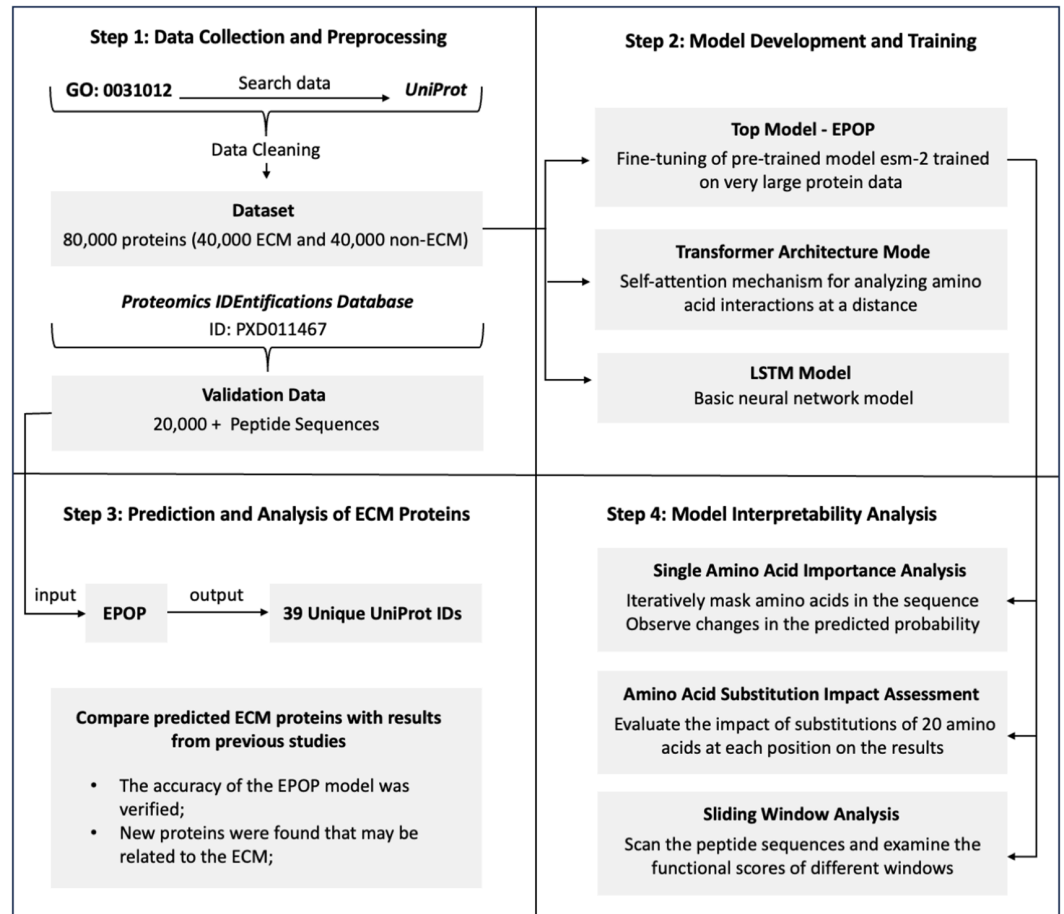 Step 1: Data Collection and Preprocessing
GO: 0031012
Search data
UniProt
Data Cleaning
Dataset
80,000 proteins (40,000 ECM and 40,000 non-ECM)
Proteomics IDEntifications Database
ID: PXD011467
Validation Data
20,000 + Peptide Sequences
Step 2: Model Development and Training
Top Model - EPOP
Fine-tuning of pre-trained model esm-2 trained
on very large protein data
Transformer Architecture Mode
Self-attention mechanism for analyzing amino
acid interactions at a distance
LSTM Model
Basic neural network model
Step 3: Prediction and Analysis of ECM Proteins
input
EPOP
output
39 Unique UniProt IDs
Compare predicted ECM proteins with results
from previous studies
• The accuracy of the EPOP model was
verified;
• New proteins were found that may be
related to the ECM;
Step 4: Model Interpretability Analysis
Single Amino Acid Importance Analysis
Iteratively mask amino acids in the sequence
Observe changes in the predicted probability
Amino Acid Substitution Impact Assessment
Evaluate the impact of substitutions of 20 amino
acids at each position on the results
Sliding Window Analysis
Scan the peptide sequences and examine the
functional scores of different windows